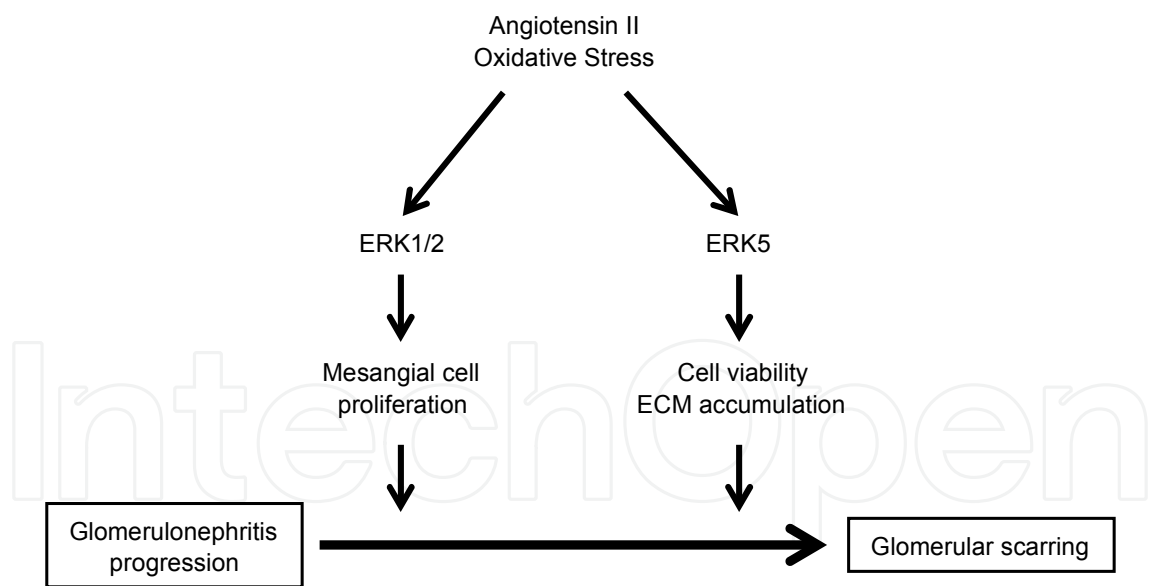 Angiotensin II
Oxidative Stress
ERK1/2
ERK5
Mesangial cell
proliferation
Cell viability
ECM accumulation
IntechOpen
Glomerulonephritis
progression
Glomerular scarring